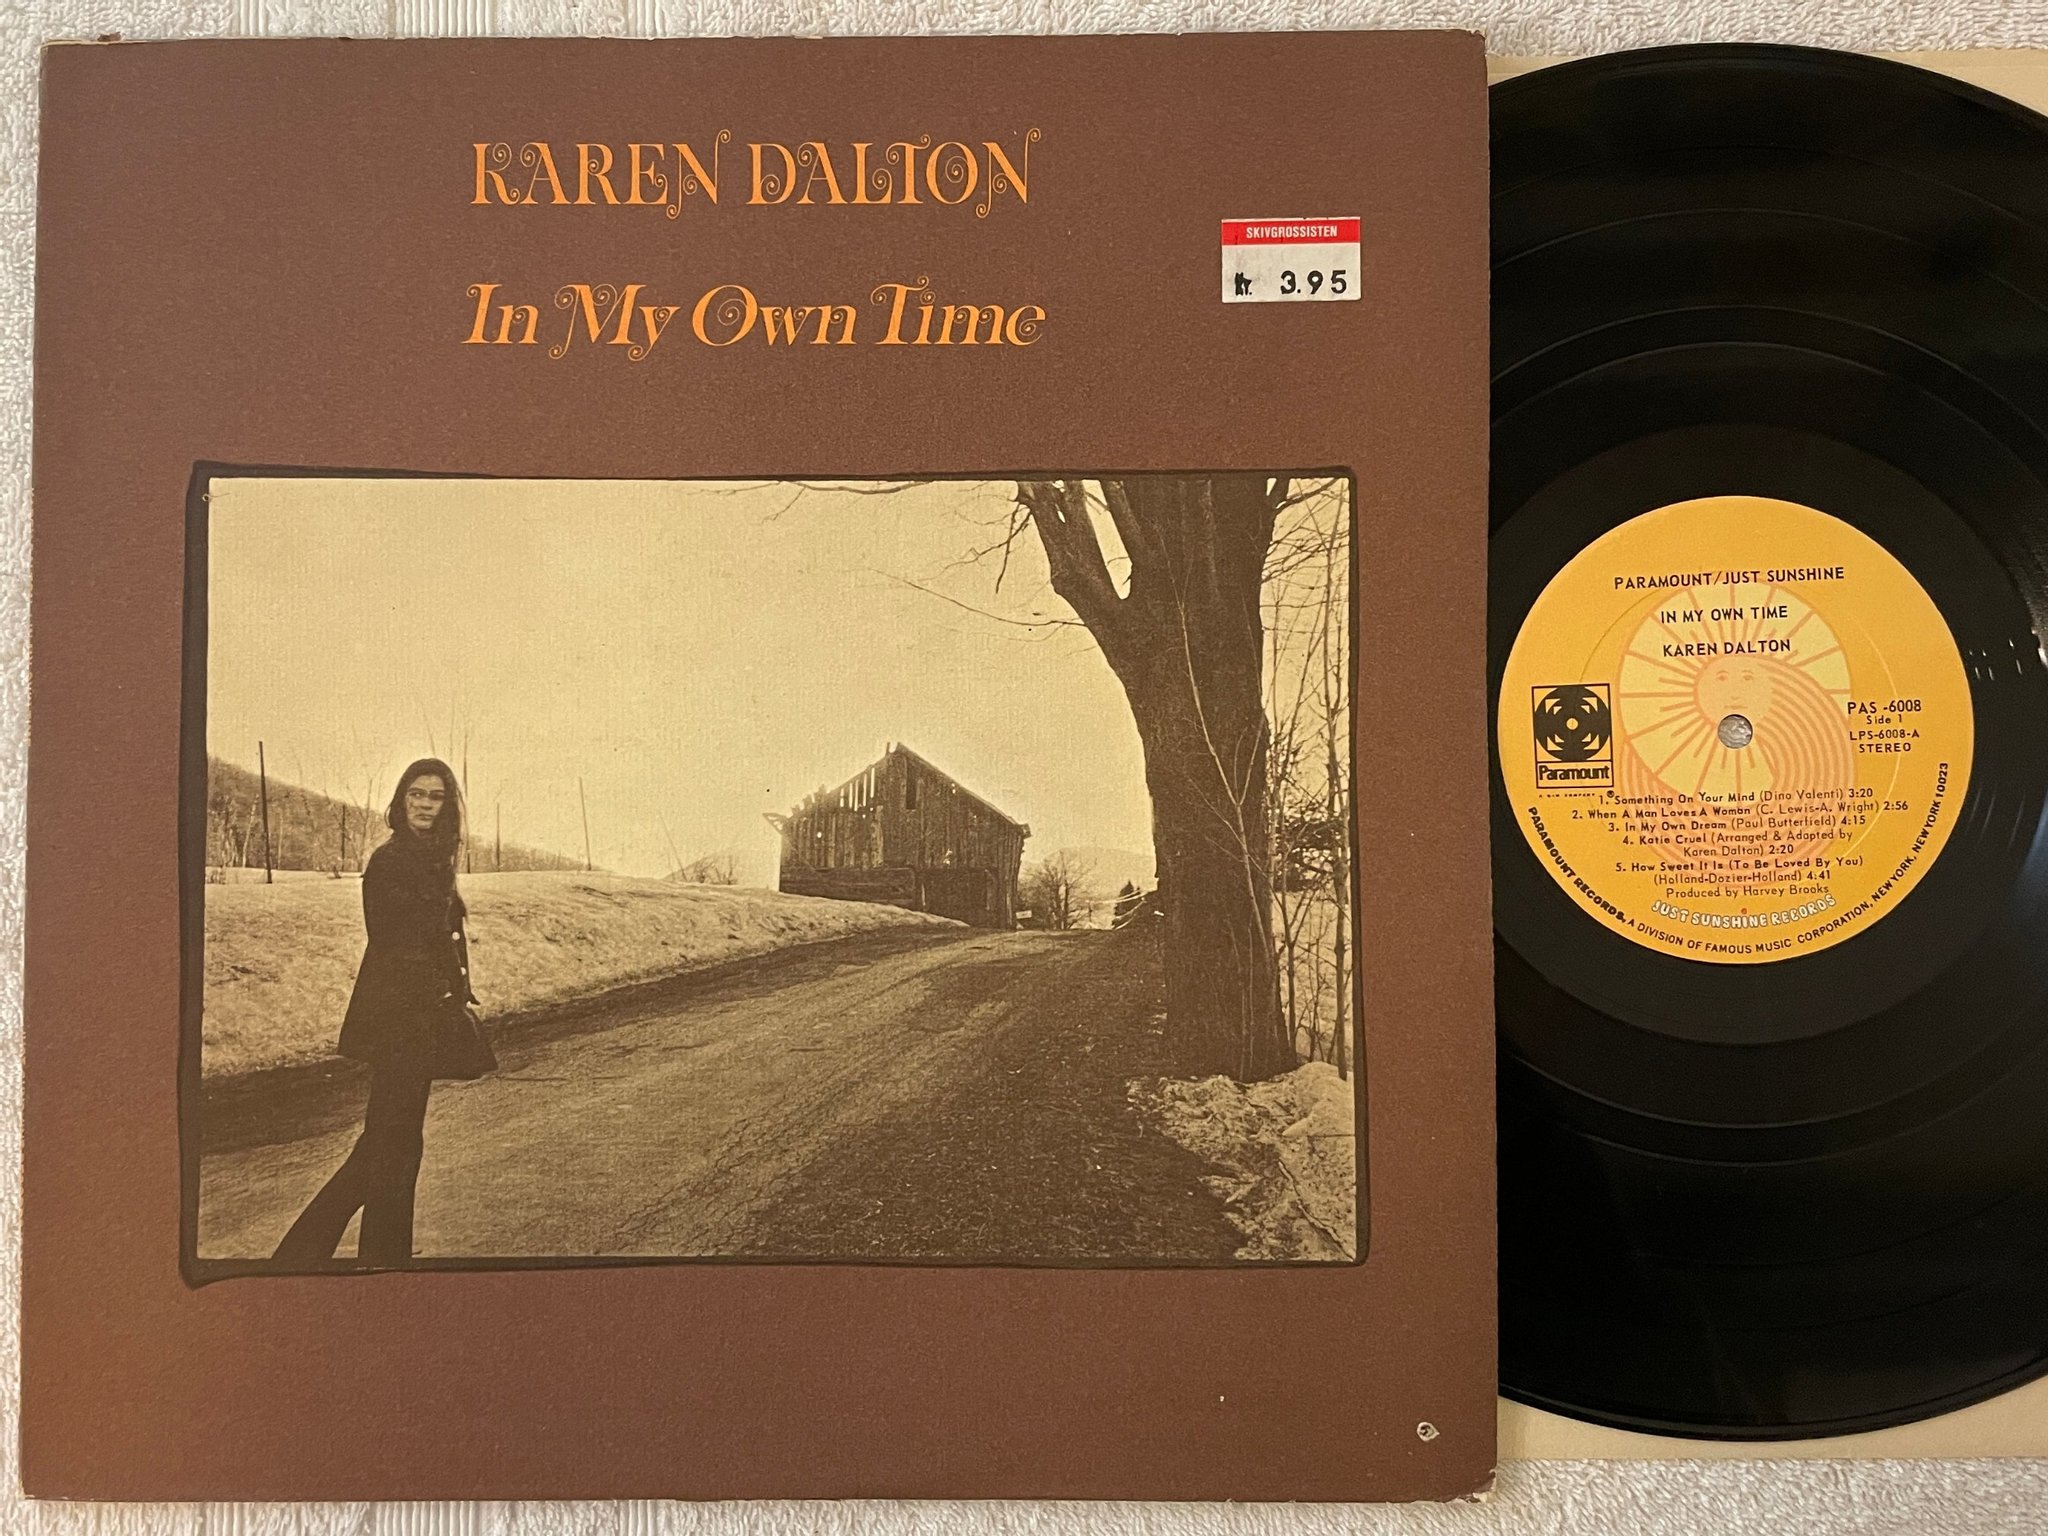 KAREN DALTON
In My Own Time
SKIVGROSSISTEN
Kr. 3.95
PARAMOUNT/JUST SUNSHINE
IN MY OWN TIME
KAREN DALTON
PAS -6008
Side 1
LPS-6008-A
STEREO
Paramount
A G+W COMPANY
®
1. Something On Your Mind (Dino Valenti) 3:20
2. When A Man Loves A Woman (C. Lewis-A. Wright) 2:56
3. In My Own Dream (Paul Butterfield) 4:15
4. Katie Cruel (Arranged & Adapted by
Karen Dalton) 2:20
5. How Sweet It Is (To Be Loved By You)
(Holland-Dozier-Holland) 4:41
Produced by Harvey Brooks
JUST SUNSHINE RECORDS
PARAMOUNT RECORDS, A DIVISION OF FAMOUS MUSIC CORPORATION, NEW YORK, NEW YORK 10023